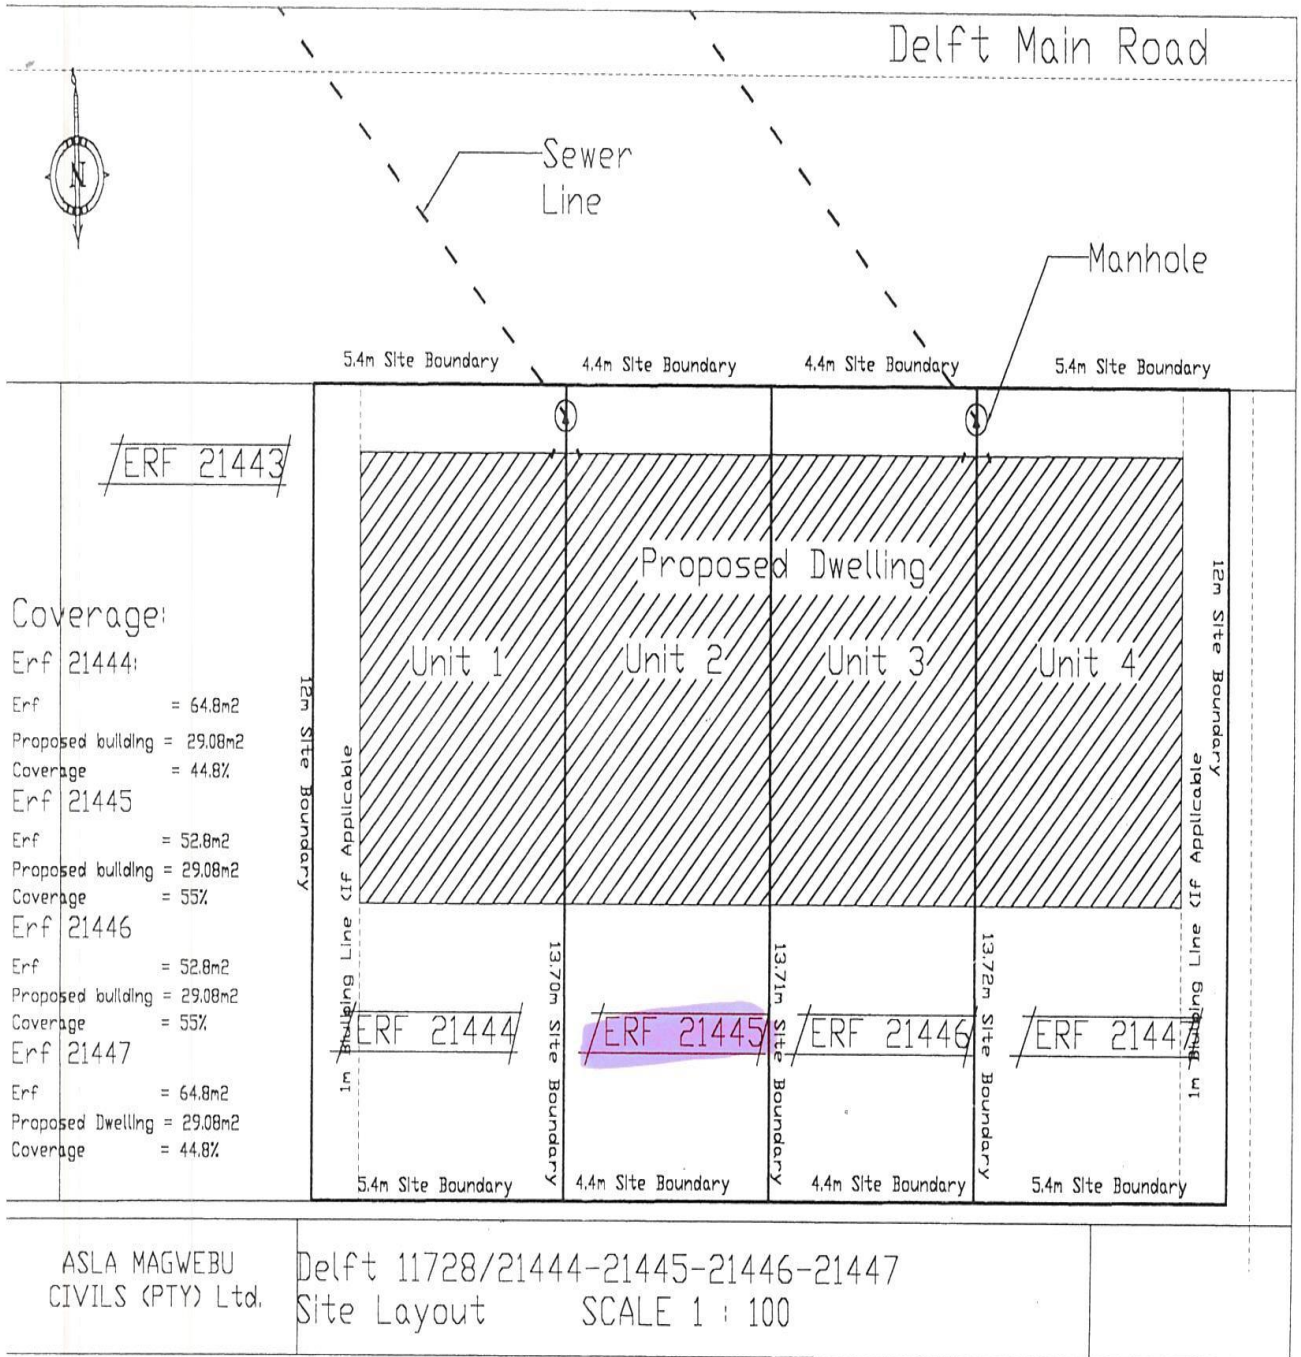 Delft Main Road
N
Sewer
Line
Manhole
5.4m Site Boundary
4.4m Site Boundary
4.4m Site Boundary
5.4m Site Boundary
ERF 21443
Proposed Dwelling
Unit 1
Unit 2
Unit 3
Unit 4
Coverage:
Erf 21444:
Erf = 64.8m2
Proposed building = 29.08m2
Coverage = 44.8%
Erf 21445
Erf = 52.8m2
Proposed building = 29.08m2
Coverage = 55%
Erf 21446
Erf = 52.8m2
Proposed building = 29.08m2
Coverage = 55%
Erf 21447
Erf = 64.8m2
Proposed Dwelling = 29.08m2
Coverage = 44.8%
12m Site Boundary
1m Building Line (If Applicable
13.70m Site Boundary
13.71m Site Boundary
13.72m Site Boundary
1m Building Line (If Applicable
12m Site Boundary
ERF 21444
ERF 21445
ERF 21446
ERF 21447
5.4m Site Boundary
4.4m Site Boundary
4.4m Site Boundary
5.4m Site Boundary
ASLA MAGWEBU
CIVILS (PTY) Ltd.
Delft 11728/21444-21445-21446-21447
Site Layout SCALE 1 : 100